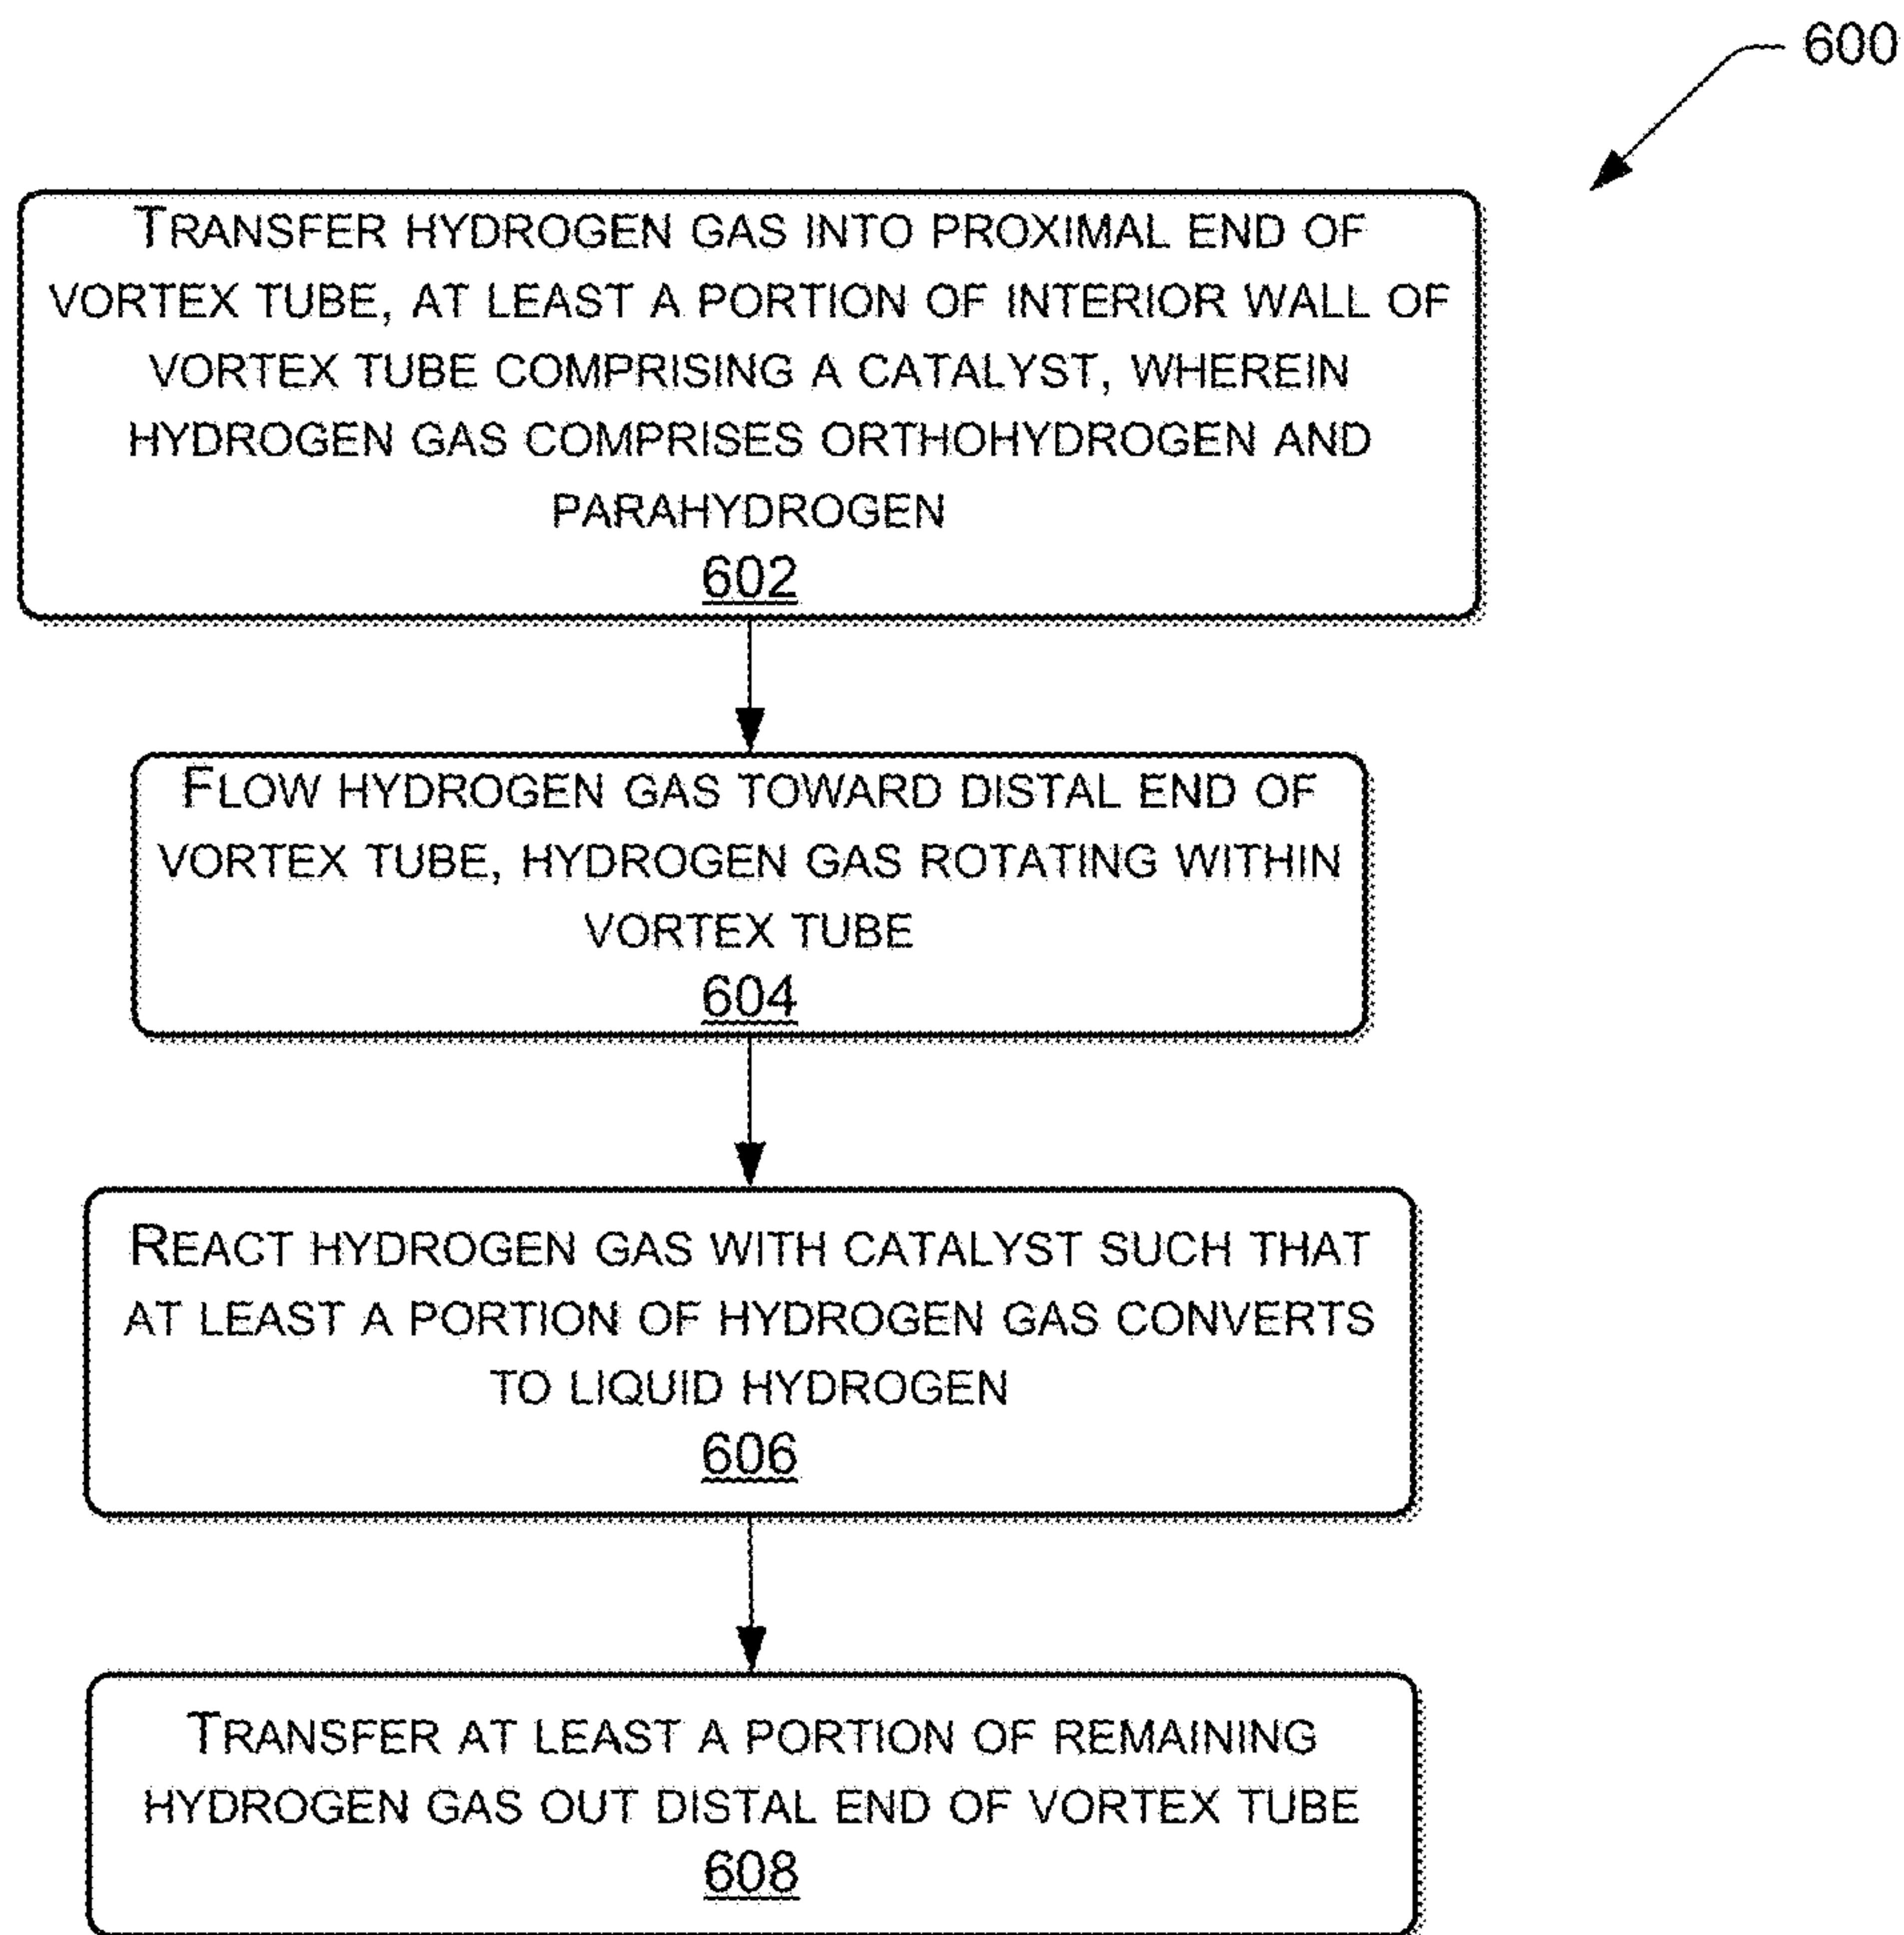 600
TRANSFER HYDROGEN GAS INTO PROXIMAL END OF
VORTEX TUBE, AT LEAST A PORTION OF INTERIOR WALL OF
VORTEX TUBE COMPRISING A CATALYST, WHEREIN
HYDROGEN GAS COMPRISES ORTHOHYDROGEN AND
PARAHYDROGEN
602
FLOW HYDROGEN GAS TOWARD DISTAL END OF
VORTEX TUBE, HYDROGEN GAS ROTATING WITHIN
VORTEX TUBE
604
REACT HYDROGEN GAS WITH CATALYST SUCH THAT
AT LEAST A PORTION OF HYDROGEN GAS CONVERTS
TO LIQUID HYDROGEN
606
TRANSFER AT LEAST A PORTION OF REMAINING
HYDROGEN GAS OUT DISTAL END OF VORTEX TUBE
608